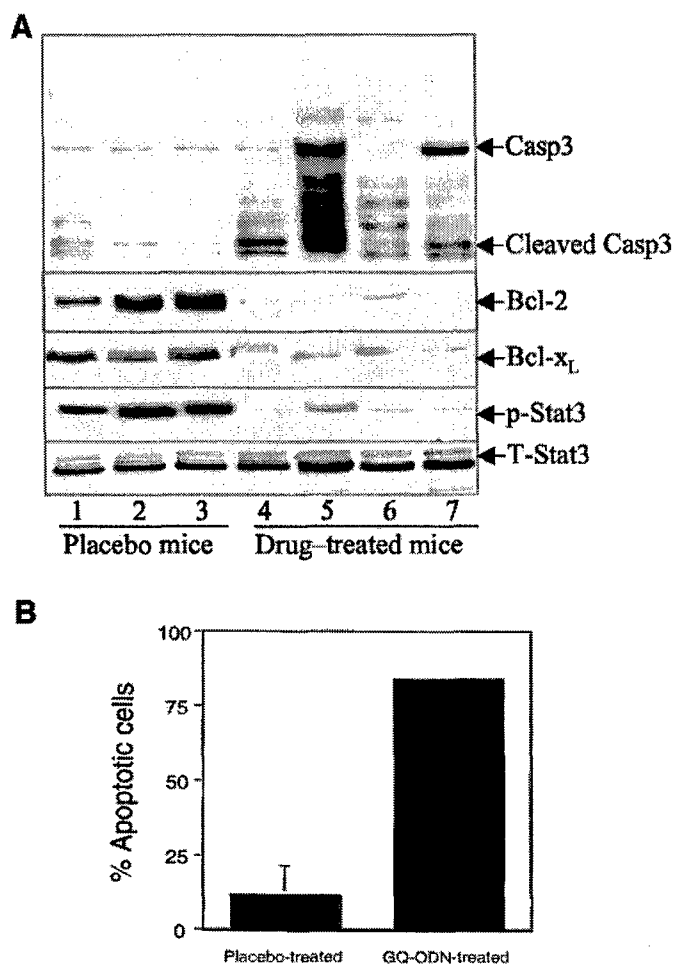 A
Casp3
Cleaved Casp3
Bcl-2
Bcl-xL
p-Stat3
T-Stat3
1 2 3 4 5 6 7
Placebo mice Drug-treated mice
B
100
75
50
25
0
% Apoptotic cells
Placebo-treated GQ-ODN-treated